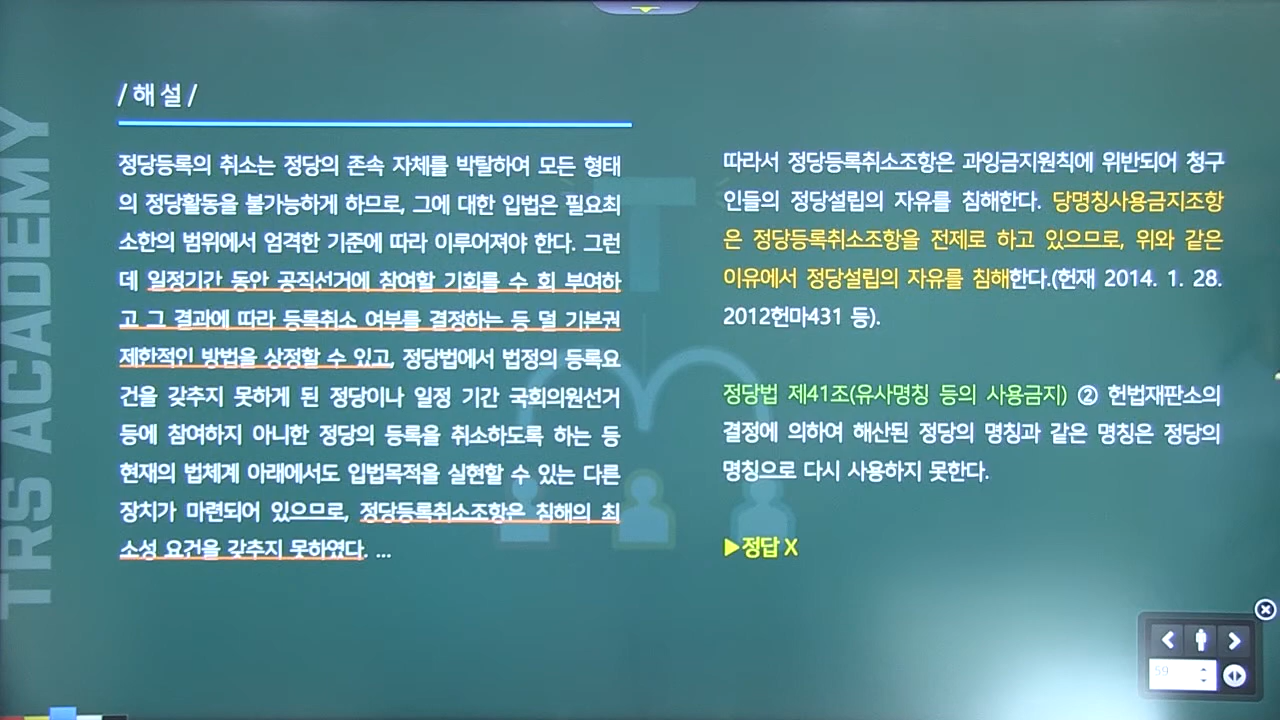 /해설/
정당등록의 취소는 정당의 존속 자체를 박탈하여 모든 형태
의 정당활동을 불가능하게 하므로, 그에 대한 입법은 필요최
소한의 범위에서 엄격한 기준에 따라 이루어져야 한다. 그런
데 일정기간 동안 공직선거에 참여할 기회를 수 회 부여하
고 그 결과에 따라 등록취소 여부를 결정하는 등 덜 기본권
제한적인 방법을 상정할 수 있고, 정당법에서 법정의 등록요
건을 갖추지 못하게 된 정당이나 일정 기간 국회의원선거
등에 참여하지 아니한 정당의 등록을 취소하도록 하는 등
현재의 법체계 아래에서도 입법목적을 실현할 수 있는 다른
장치가 마련되어 있으므로, 정당등록취소조항은 침해의 최
소성 요건을 갖추지 못하였다. ...
따라서 정당등록취소조항은 과잉금지원칙에 위반되어 청구
인들의 정당설립의 자유를 침해한다. 당명칭사용금지조항
은 정당등록취소조항을 전제로 하고 있으므로, 위와 같은
이유에서 정당설립의 자유를 침해한다.(헌재 2014. 1. 28.
2012헌마431 등).
정당법 제41조(유사명칭 등의 사용금지) ② 헌법재판소의
결정에 의하여 해산된 정당의 명칭과 같은 명칭은 정당의
명칭으로 다시 사용하지 못한다.
▶정답 X
TRS ACADEMY
59